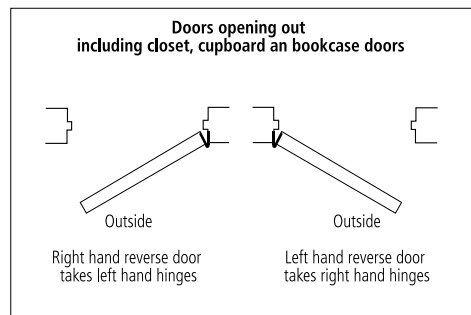 Doors opening out
including closet, cupboard an bookcase doors
Outside
Right hand reverse door
takes left hand hinges
Outside
Left hand reverse door
takes right hand hinges